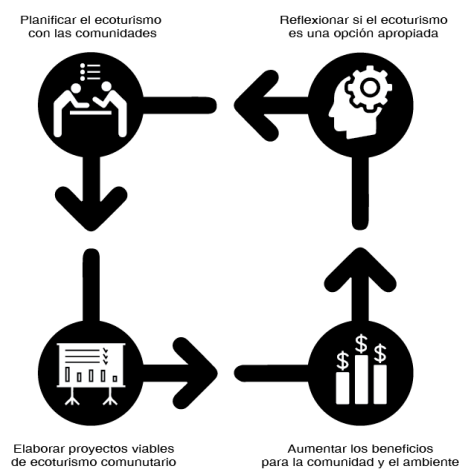 Planificar el ecoturismo
con las comunidades
Reflexionar si el ecoturismo
es una opción apropiada
$ $ $
Elaborar proyectos viables
de ecoturismo comunutario
Aumentar los beneficios
para la comunidad y el ambiente